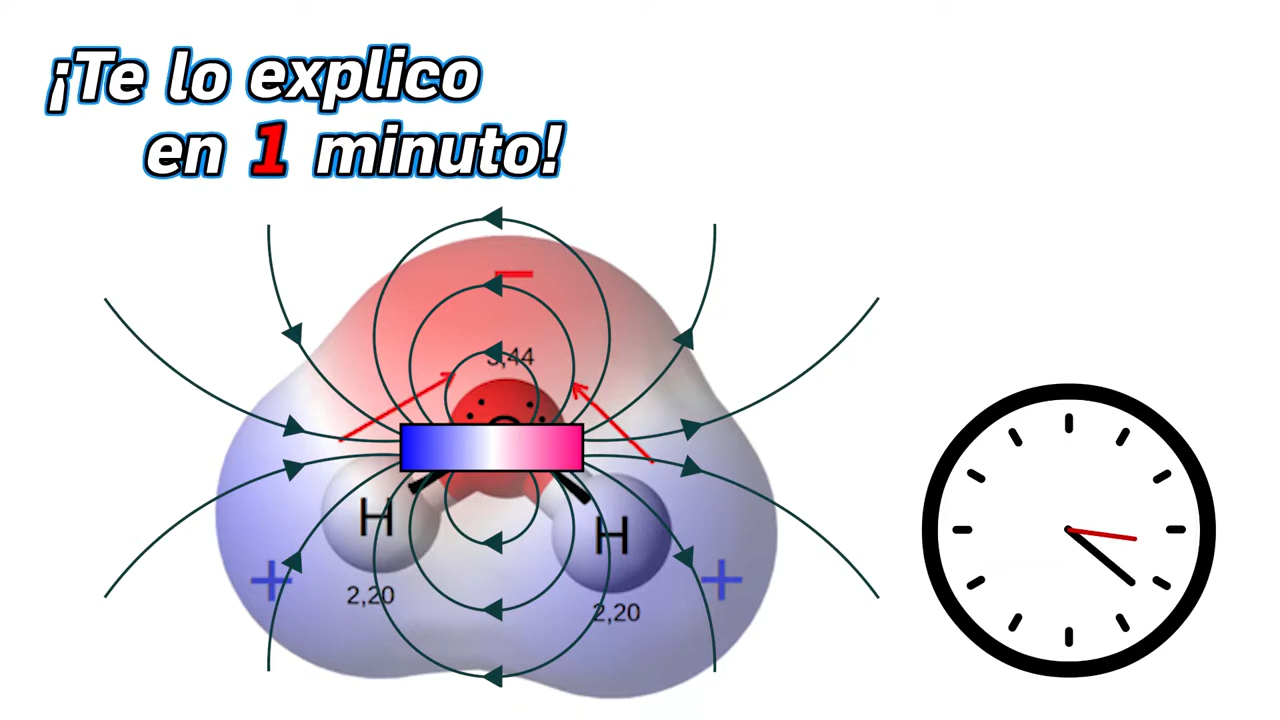 ¡Te lo explico
en 1 minuto!
−
3,44
H
H
+
+
2,20
2,20